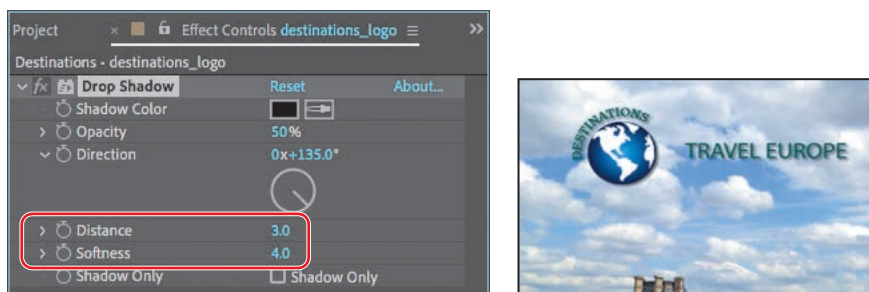 Project × Effect Controls destinations_logo ≡ »
Destinations • destinations_logo
fx Drop Shadow Reset About...
Shadow Color
Opacity 50%
Direction 0x+135.0°
Distance 3.0
Softness 4.0
Shadow Only Shadow Only
DESTINATIONS
TRAVEL EUROPE